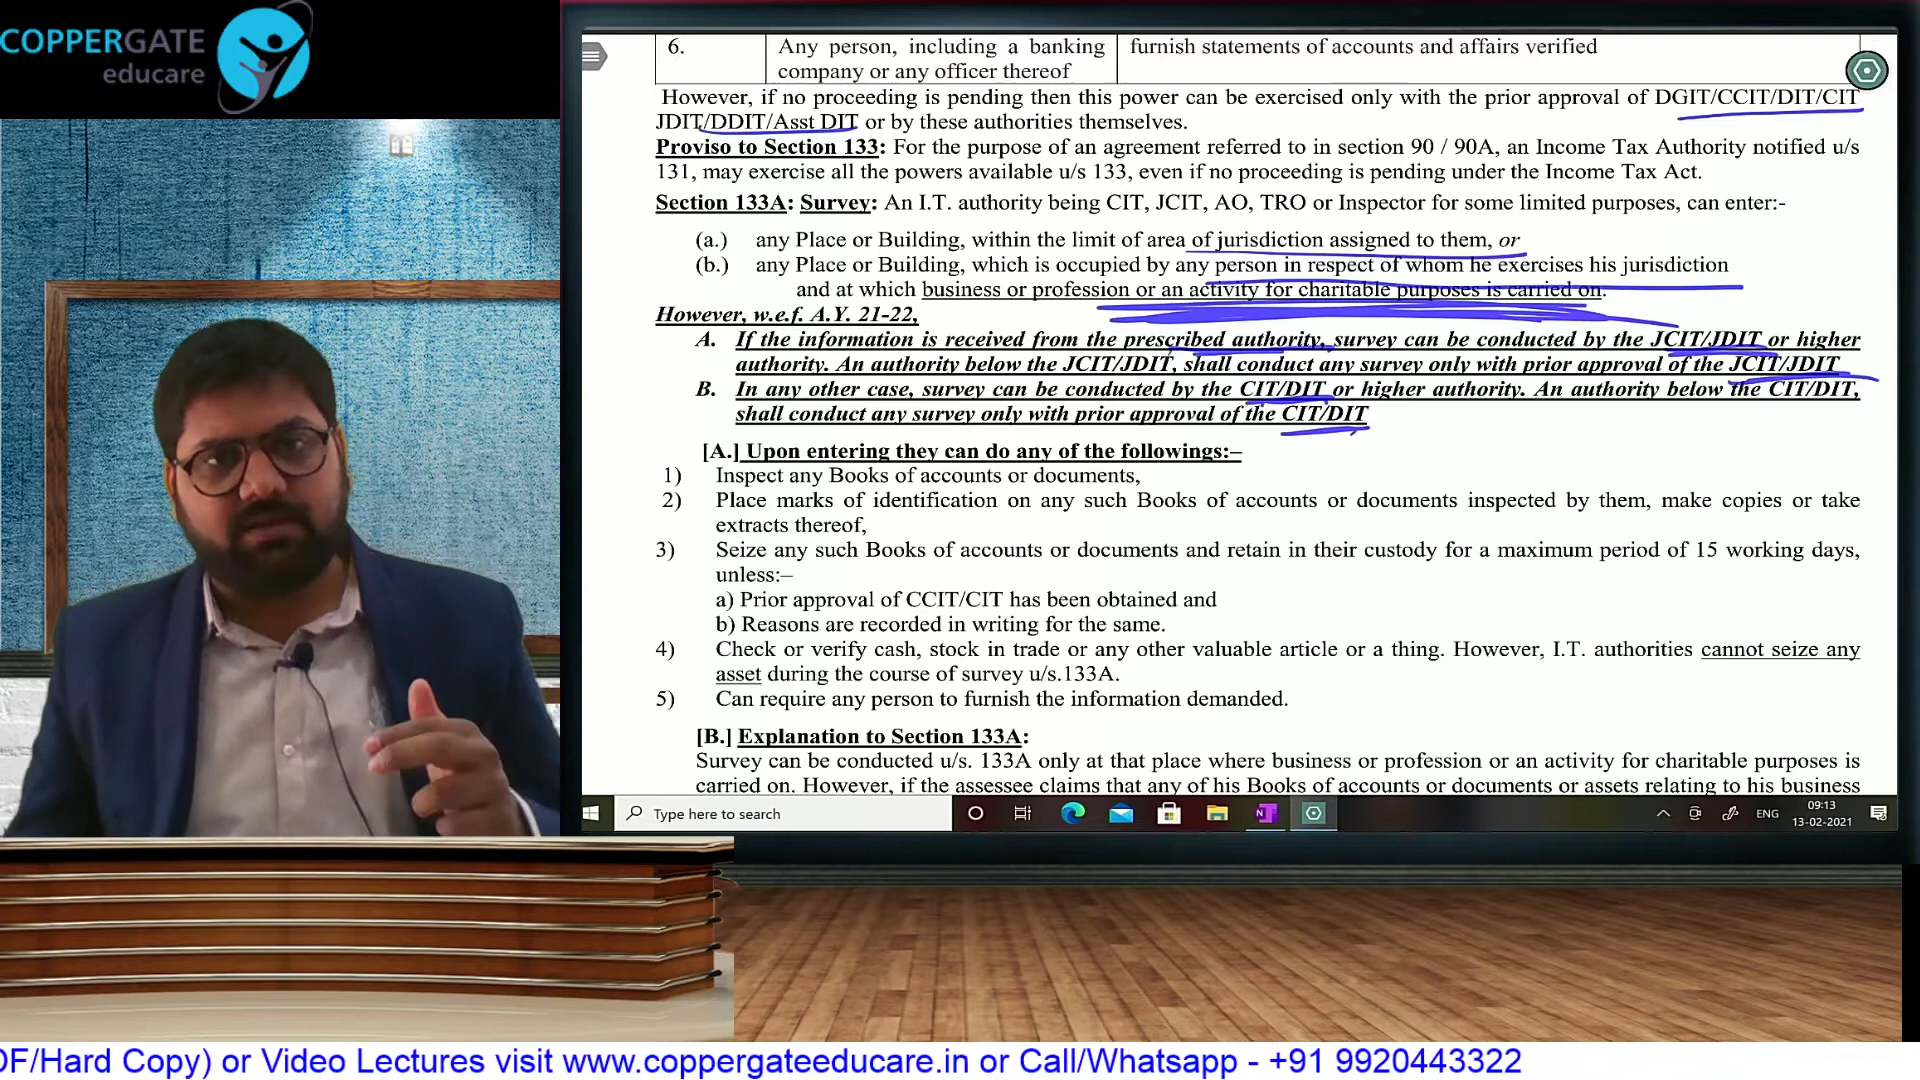 COPPERGATE
educare
6. Any person, including a banking furnish statements of accounts and affairs verified
company or any officer thereof
However, if no proceeding is pending then this power can be exercised only with the prior approval of DGIT/CCIT/DIT/CIT
JDIT/DDIT/Asst DIT or by these authorities themselves.
Proviso to Section 133: For the purpose of an agreement referred to in section 90 / 90A, an Income Tax Authority notified u/s
131, may exercise all the powers available u/s 133, even if no proceeding is pending under the Income Tax Act.
Section 133A: Survey: An I.T. authority being CIT, JCIT, AO, TRO or Inspector for some limited purposes, can enter:-
(a.) any Place or Building, within the limit of area of jurisdiction assigned to them, or
(b.) any Place or Building, which is occupied by any person in respect of whom he exercises his jurisdiction
and at which business or profession or an activity for charitable purposes is carried on.
However, w.e.f. A.Y. 21-22,
A. If the information is received from the prescribed authority, survey can be conducted by the JCIT/JDIT or higher
authority. An authority below the JCIT/JDIT, shall conduct any survey only with prior approval of the JCIT/JDIT
B. In any other case, survey can be conducted by the CIT/DIT or higher authority. An authority below the CIT/DIT,
shall conduct any survey only with prior approval of the CIT/DIT
[A.] Upon entering they can do any of the followings:–
1) Inspect any Books of accounts or documents,
2) Place marks of identification on any such Books of accounts or documents inspected by them, make copies or take
extracts thereof,
3) Seize any such Books of accounts or documents and retain in their custody for a maximum period of 15 working days,
unless:–
a) Prior approval of CCIT/CIT has been obtained and
b) Reasons are recorded in writing for the same.
4) Check or verify cash, stock in trade or any other valuable article or a thing. However, I.T. authorities cannot seize any
asset during the course of survey u/s.133A.
5) Can require any person to furnish the information demanded.
[B.] Explanation to Section 133A:
Survey can be conducted u/s. 133A only at that place where business or profession or an activity for charitable purposes is
carried on. However, if the assessee claims that any of his Books of accounts or documents or assets relating to his business
Type here to search
ENG
09:13
13-02-2021
DF/Hard Copy) or Video Lectures visit www.coppergateeducare.in or Call/Whatsapp - +91 9920443322